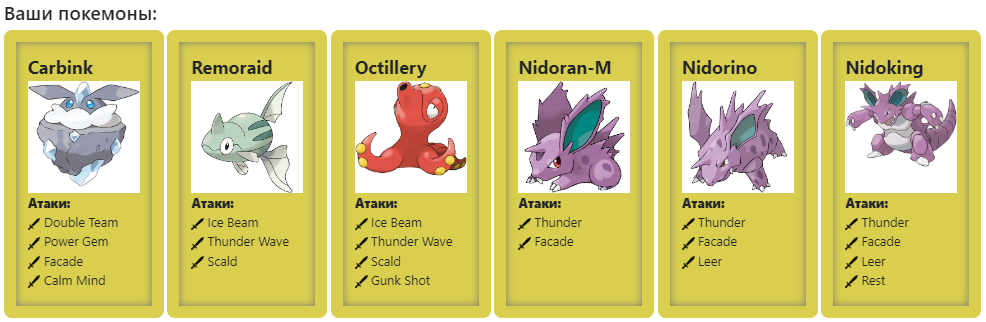 Ваши покемоны:
Carbink
Атаки:
Double Team
Power Gem
Facade
Calm Mind
Remoraid
Атаки:
Ice Beam
Thunder Wave
Scald
Octillery
Атаки:
Ice Beam
Thunder Wave
Scald
Gunk Shot
Nidoran-M
Атаки:
Thunder
Facade
Nidorino
Атаки:
Thunder
Facade
Leer
Nidoking
Атаки:
Thunder
Facade
Leer
Rest